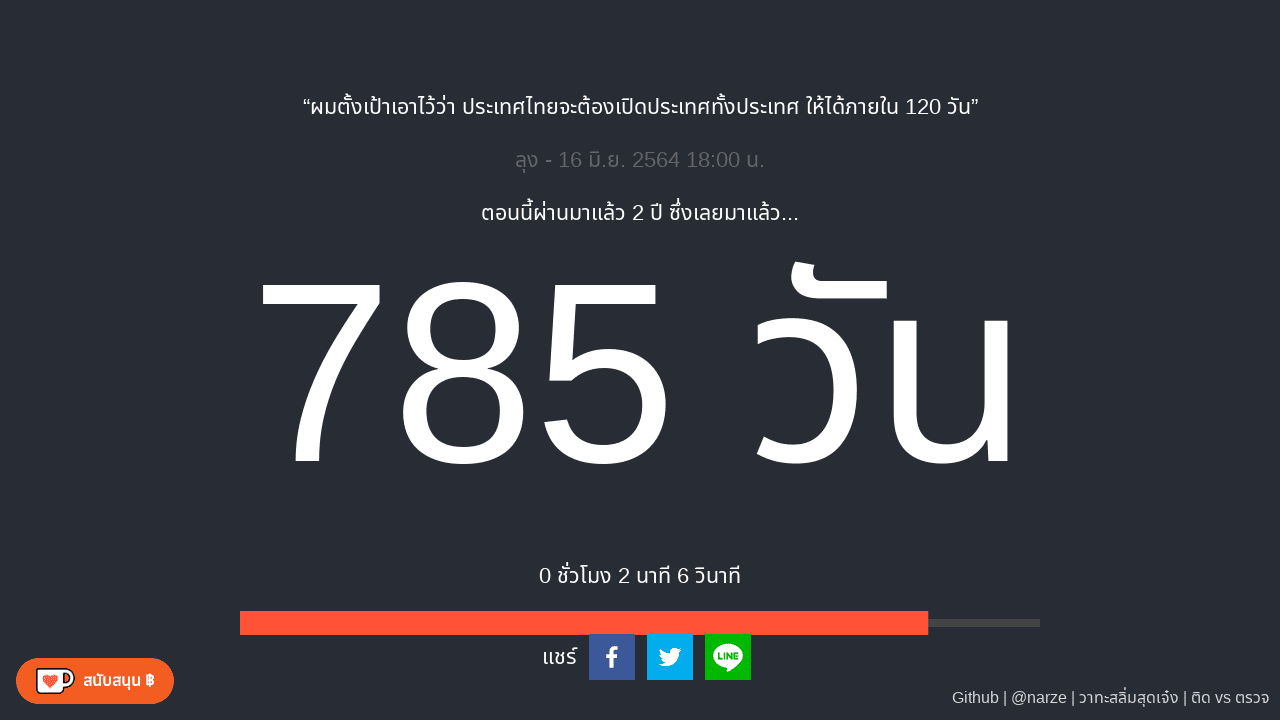 “ผมตั้งเป้าเอาไว้ว่า ประเทศไทยจะต้องเปิดประเทศทั้งประเทศ ให้ได้ภายใน 120 วัน”
ลุง - 16 มิ.ย. 2564 18:00 น.
ตอนนี้ผ่านมาแล้ว 2 ปี ซึ่งเลยมาแล้ว...
785 วัน
0 ชั่วโมง 2 นาที 6 วินาที
แชร์
LINE
สนับสนุน ฿
Github | @narze | วาทะสลิ่มสุดเจ๋ง | ติด vs ตรวจ